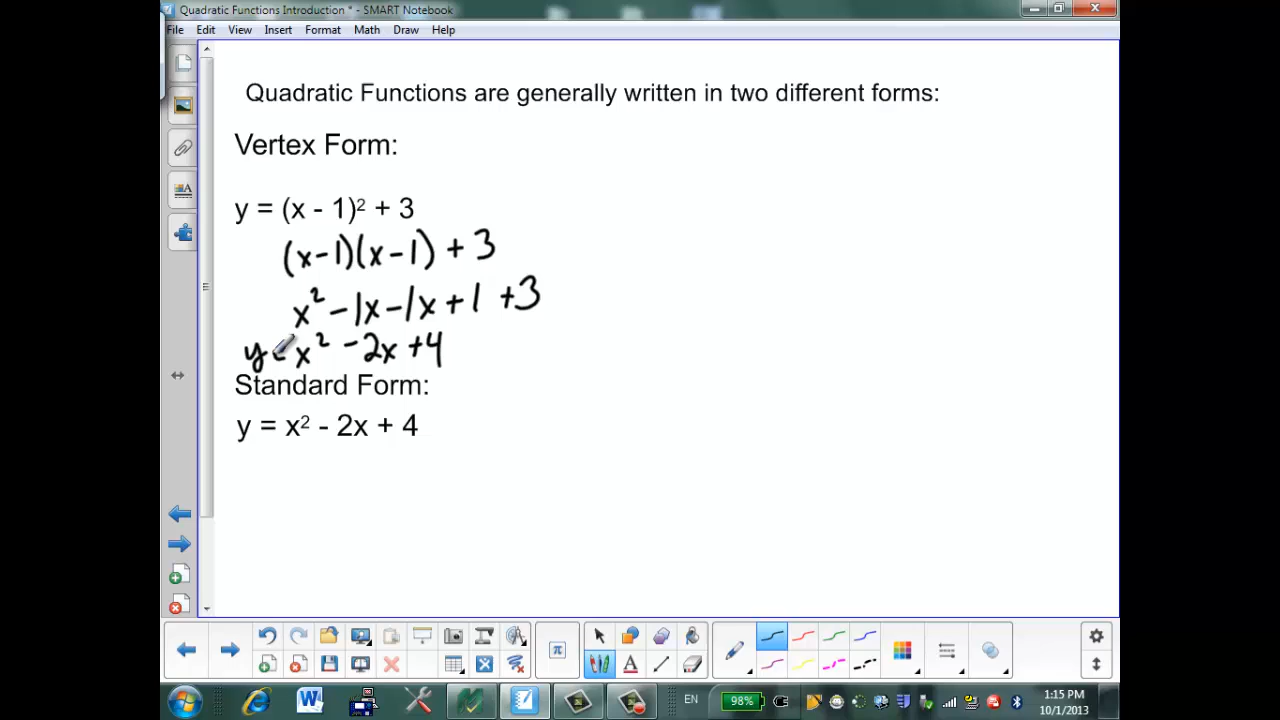 Quadratic Functions Introduction * - SMART Notebook
File Edit View Insert Format Math Draw Help
Quadratic Functions are generally written in two different forms:
Vertex Form:
y = (x - 1)² + 3
(x-1)(x-1) + 3
x² - 1x - 1x + 1 + 3
y = x² - 2x + 4
Standard Form:
y = x² - 2x + 4
π
A
EN 98% 1:15 PM
10/1/2013